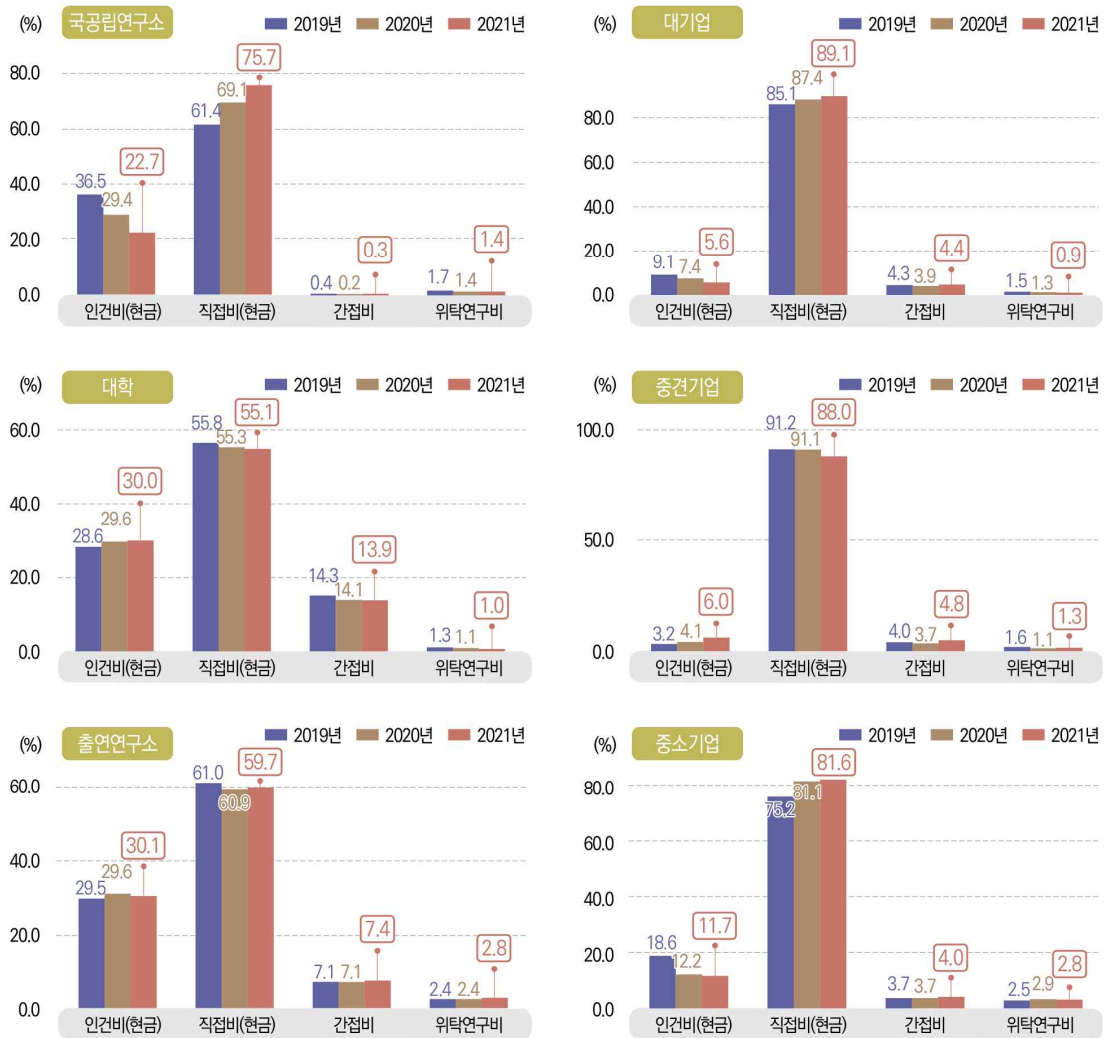 (%) 국공립연구소 2019년 2020년 2021년
80.0
60.0
40.0
20.0
0.0
36.5 29.4 22.7
61.4 69.1 75.7
0.4 0.2 0.3
1.7 1.4 1.4
인건비(현금) 직접비(현금) 간접비 위탁연구비
(%) 대기업 2019년 2020년 2021년
80.0
60.0
40.0
20.0
0.0
9.1 7.4 5.6
85.1 87.4 89.1
4.3 3.9 4.4
1.5 1.3 0.9
인건비(현금) 직접비(현금) 간접비 위탁연구비
(%) 대학 2019년 2020년 2021년
60.0
40.0
20.0
0.0
28.6 29.6 30.0
55.8 55.3 55.1
14.3 14.1 13.9
1.3 1.1 1.0
인건비(현금) 직접비(현금) 간접비 위탁연구비
(%) 중견기업 2019년 2020년 2021년
100.0
50.0
0.0
3.2 4.1 6.0
91.2 91.1 88.0
4.0 3.7 4.8
1.6 1.1 1.3
인건비(현금) 직접비(현금) 간접비 위탁연구비
(%) 출연연구소 2019년 2020년 2021년
60.0
40.0
20.0
0.0
29.5 29.6 30.1
61.0 60.9 59.7
7.1 7.1 7.4
2.4 2.4 2.8
인건비(현금) 직접비(현금) 간접비 위탁연구비
(%) 중소기업 2019년 2020년 2021년
80.0
60.0
40.0
20.0
0.0
18.6 12.2 11.7
75.2 81.1 81.6
3.7 3.7 4.0
2.5 2.9 2.8
인건비(현금) 직접비(현금) 간접비 위탁연구비